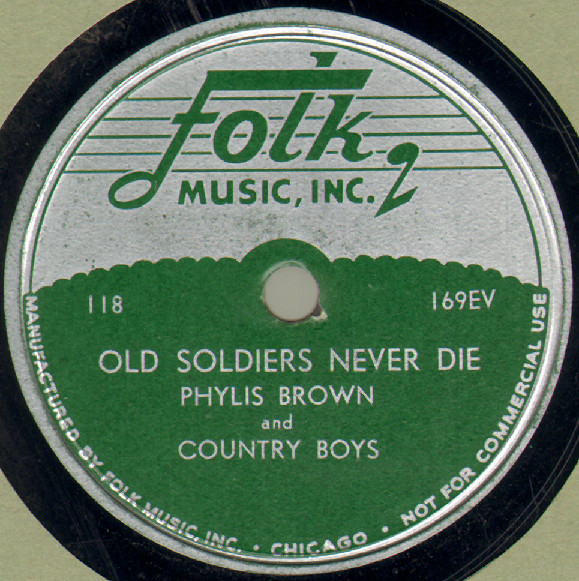 Folk
MUSIC, INC.
118
169EV
OLD SOLDIERS NEVER DIE
PHYLIS BROWN
and
COUNTRY BOYS
MANUFACTURED BY FOLK MUSIC, INC. • CHICAGO • NOT FOR COMMERCIAL USE